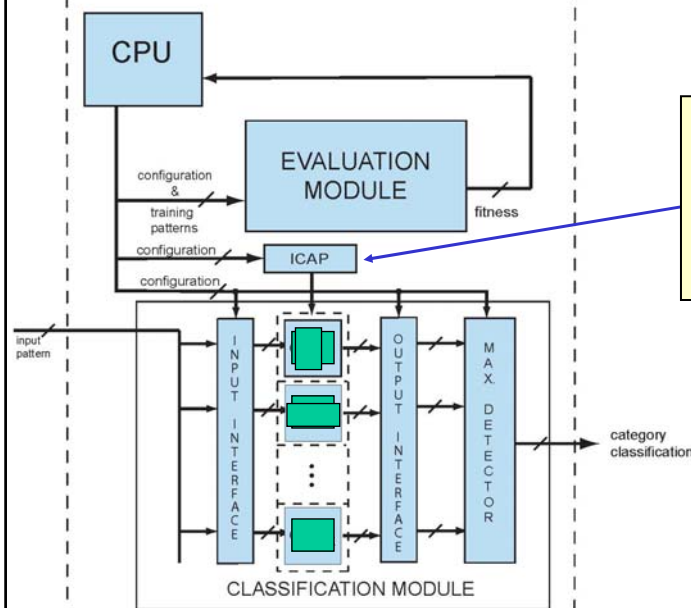 CPU
EVALUATION
MODULE
configuration
&
training
patterns
fitness
configuration
ICAP
configuration
input
pattern
INPUT INTERFACE
OUTPUT INTERFACE
MAX. DETECTOR
category
classification
CLASSIFICATION MODULE